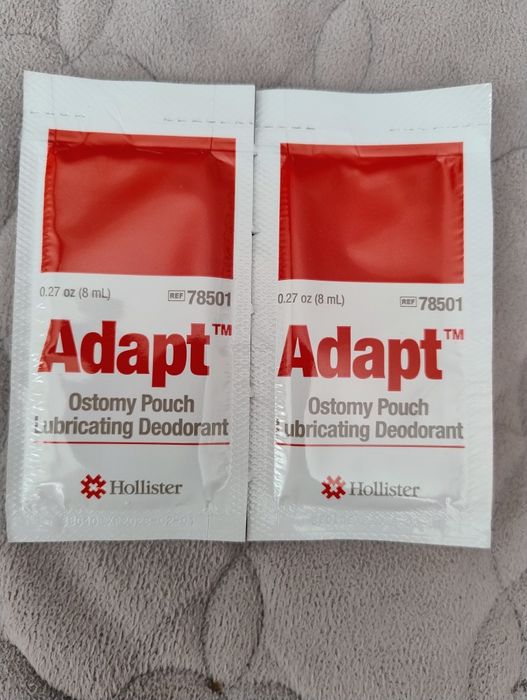 0.27 oz (8 mL) REF 78501
Adapt™
Ostomy Pouch
Lubricating Deodorant
Hollister
0.27 oz (8 mL) REF 78501
Adapt™
Ostomy Pouch
Lubricating Deodorant
Hollister